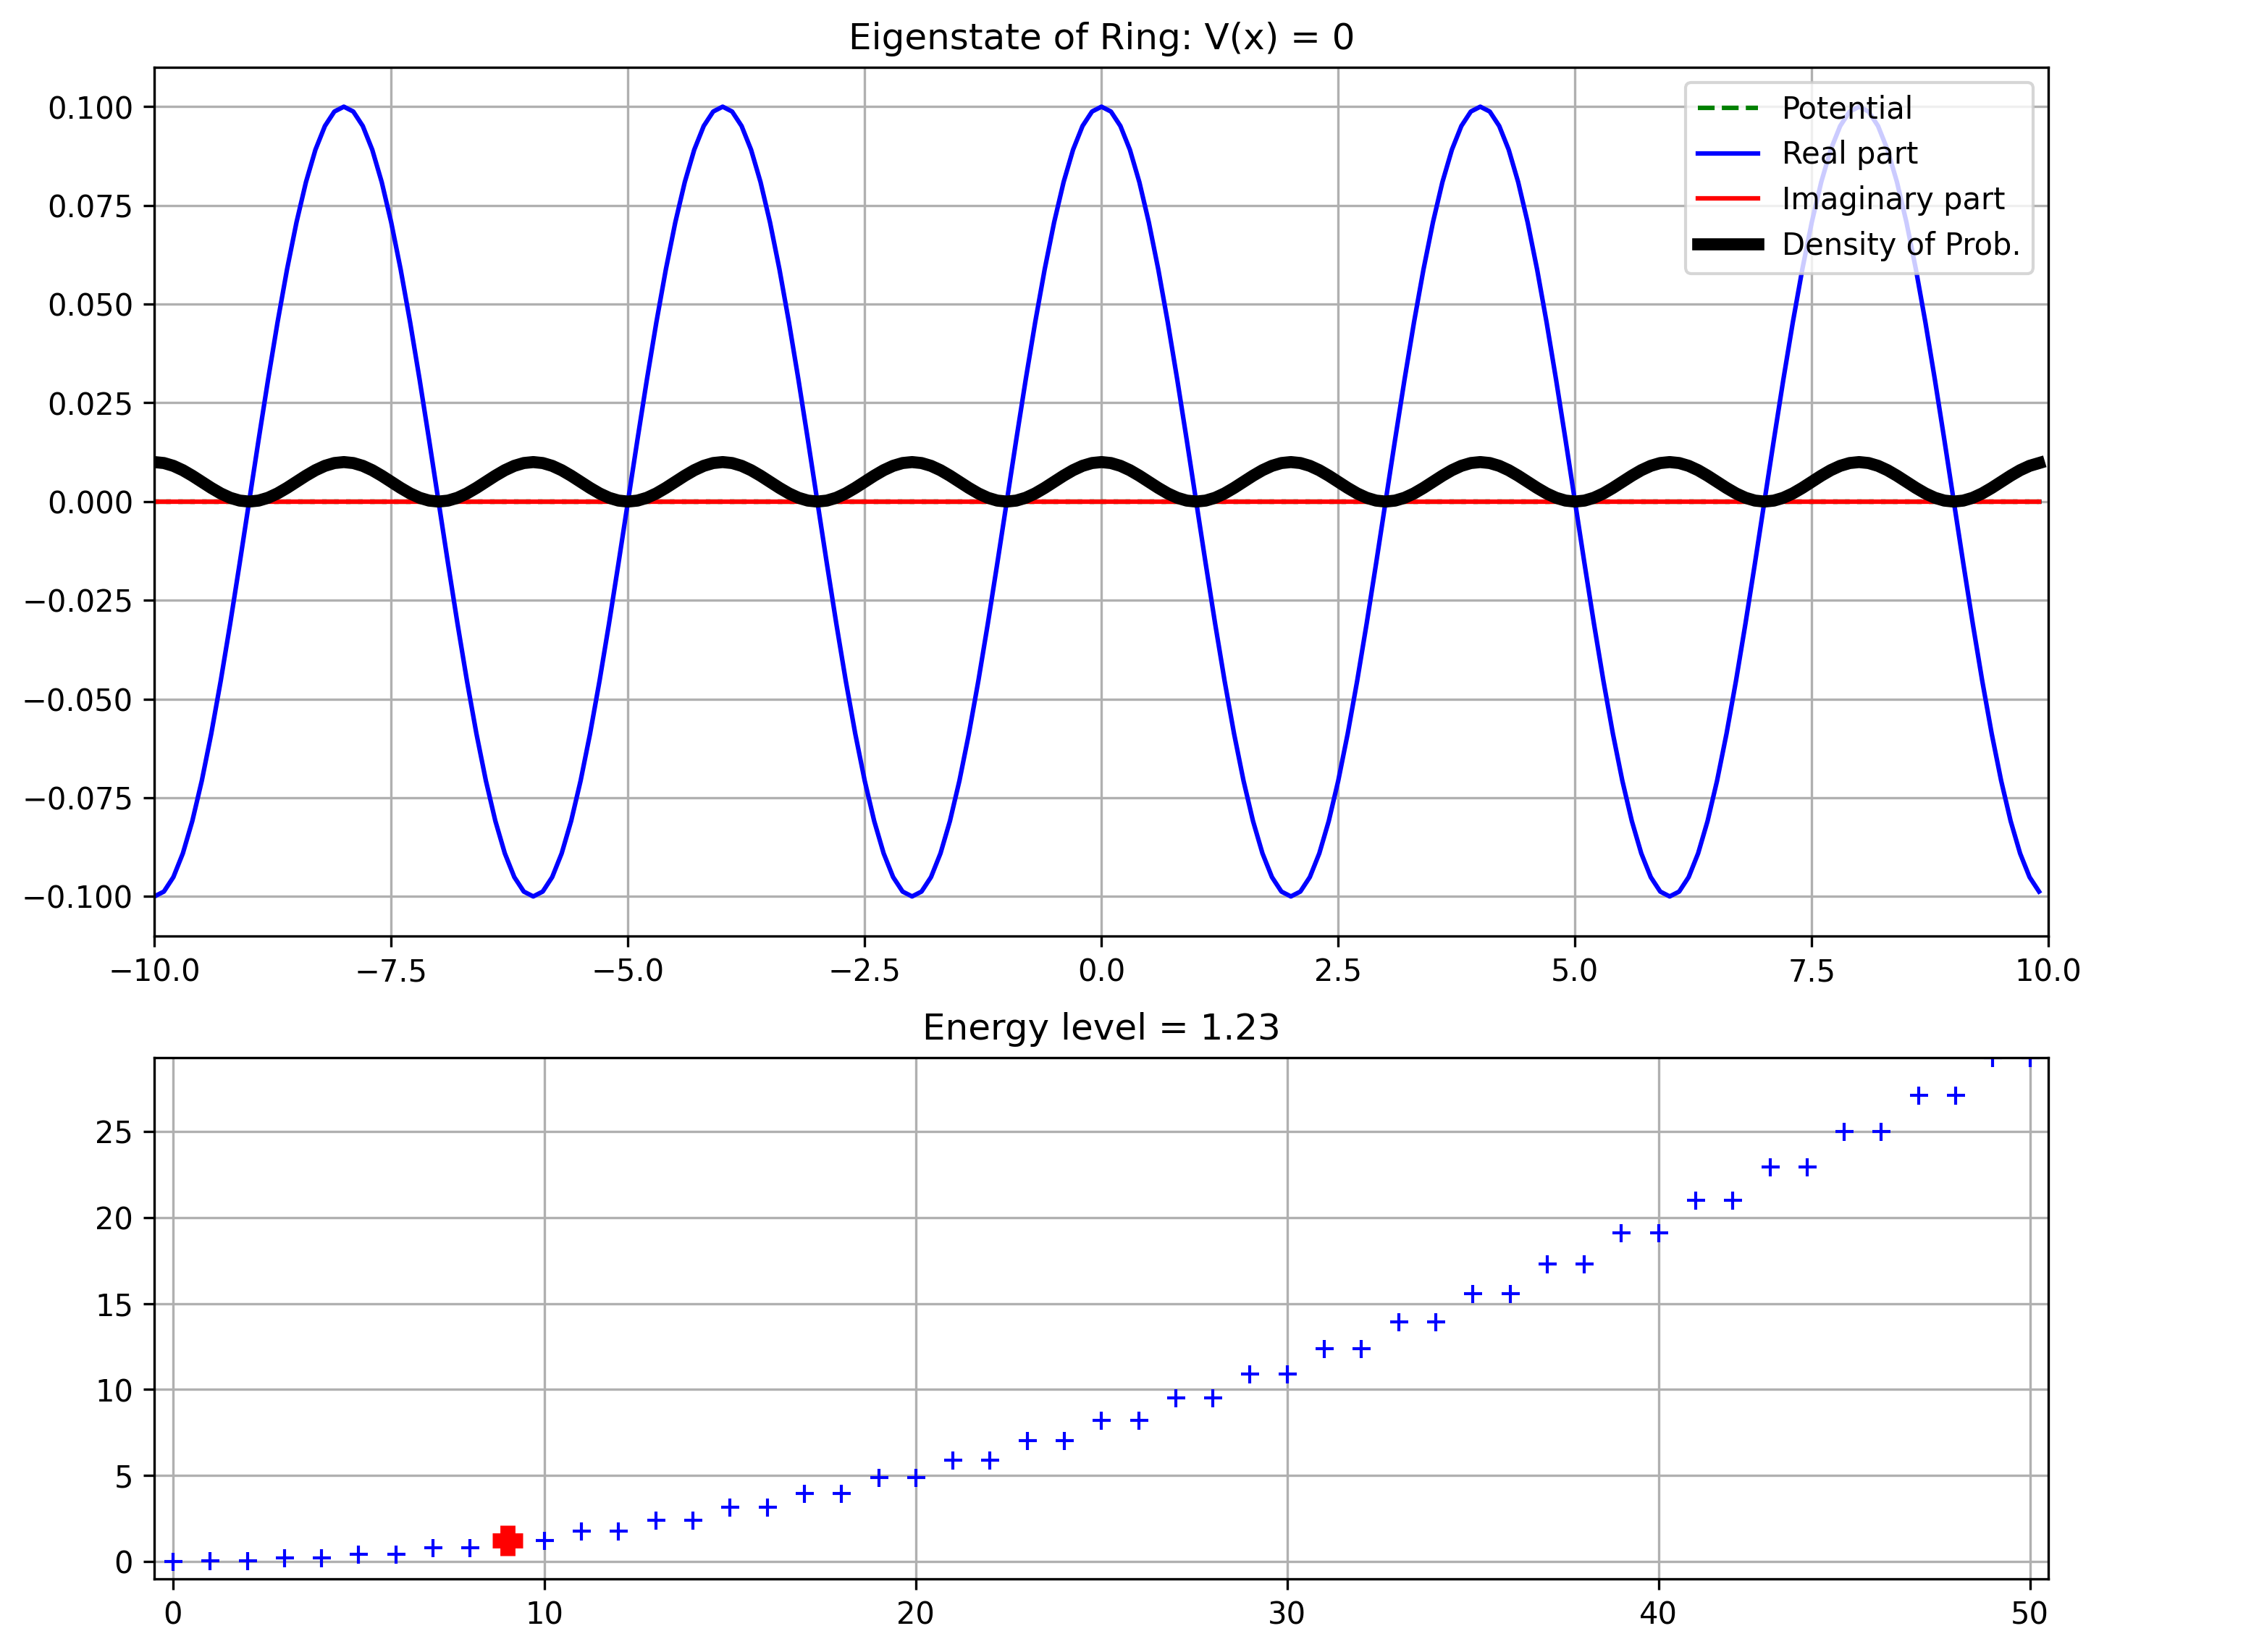 Eigenstate of Ring: V(x) = 0
0.100
0.075
0.050
0.025
0.000
−0.025
−0.050
−0.075
−0.100
Potential
Real part
Imaginary part
Density of Prob.
−10.0 −7.5 −5.0 −2.5 0.0 2.5 5.0 7.5 10.0
Energy level = 1.23
25
20
15
10
5
0
0 10 20 30 40 50